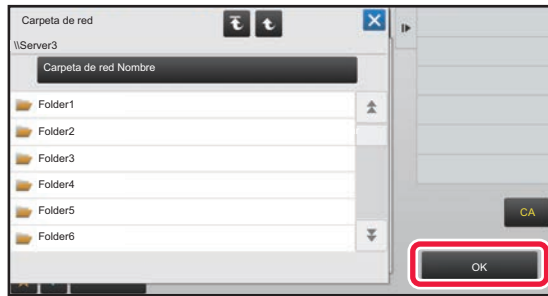 Carpeta de red
\\Server3
Carpeta de red Nombre
Folder1
Folder2
Folder3
Folder4
Folder5
Folder6
CA
OK